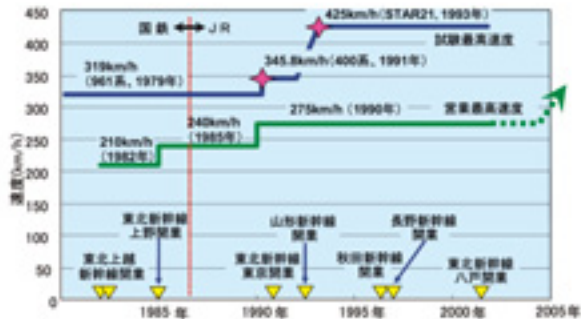 450
400
350
300
250
200
150
100
50
0
速度(km/h)
国鉄 ⟷ JR
425km/h(STAR21, 1993年)
試験最高速度
319km/h
(961系, 1979年)
345.8km/h(400系, 1991年)
210km/h
(1982年)
240km/h
(1985年)
275km/h(1990年)
営業最高速度
東北上越
新幹線開業
東北新幹線
上野開業
東北新幹線
東京開業
山形新幹線
開業
秋田新幹線
開業
長野新幹線
開業
東北新幹線
八戸開業
1985年
1990年
1995年
2000年
2005年